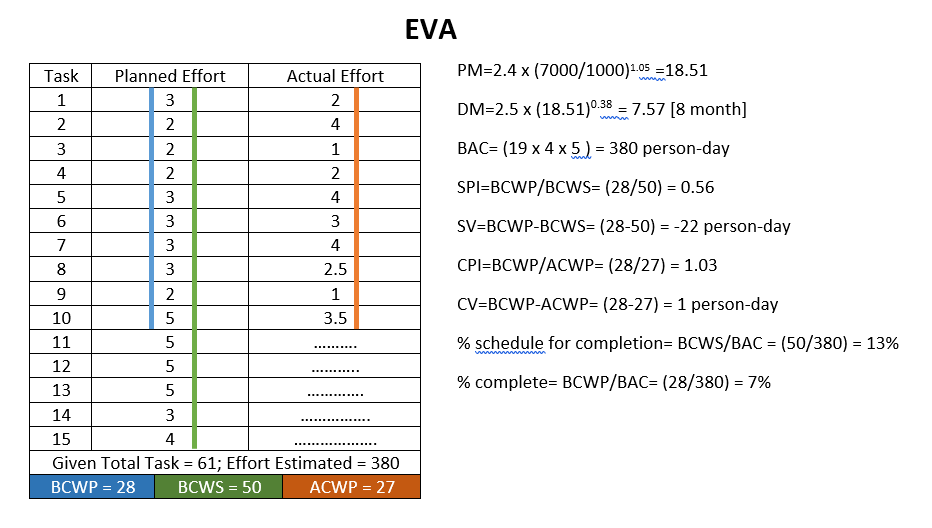 EVA
Task Planned Effort Actual Effort
1 3 2
2 2 4
3 2 1
4 2 2
5 3 4
6 3 3
7 3 4
8 3 2.5
9 2 1
10 5 3.5
11 5 ...........
12 5 ............
13 5 ..............
14 3 .................
15 4 .....................
Given Total Task = 61; Effort Estimated = 380
BCWP = 28 BCWS = 50 ACWP = 27
PM=2.4 x (7000/1000)^1.05 =18.51
DM=2.5 x (18.51)^0.38 = 7.57 [8 month]
BAC= (19 x 4 x 5 ) = 380 person-day
SPI=BCWP/BCWS= (28/50) = 0.56
SV=BCWP-BCWS= (28-50) = -22 person-day
CPI=BCWP/ACWP= (28/27) = 1.03
CV=BCWP-ACWP= (28-27) = 1 person-day
% schedule for completion= BCWS/BAC = (50/380) = 13%
% complete= BCWP/BAC= (28/380) = 7%